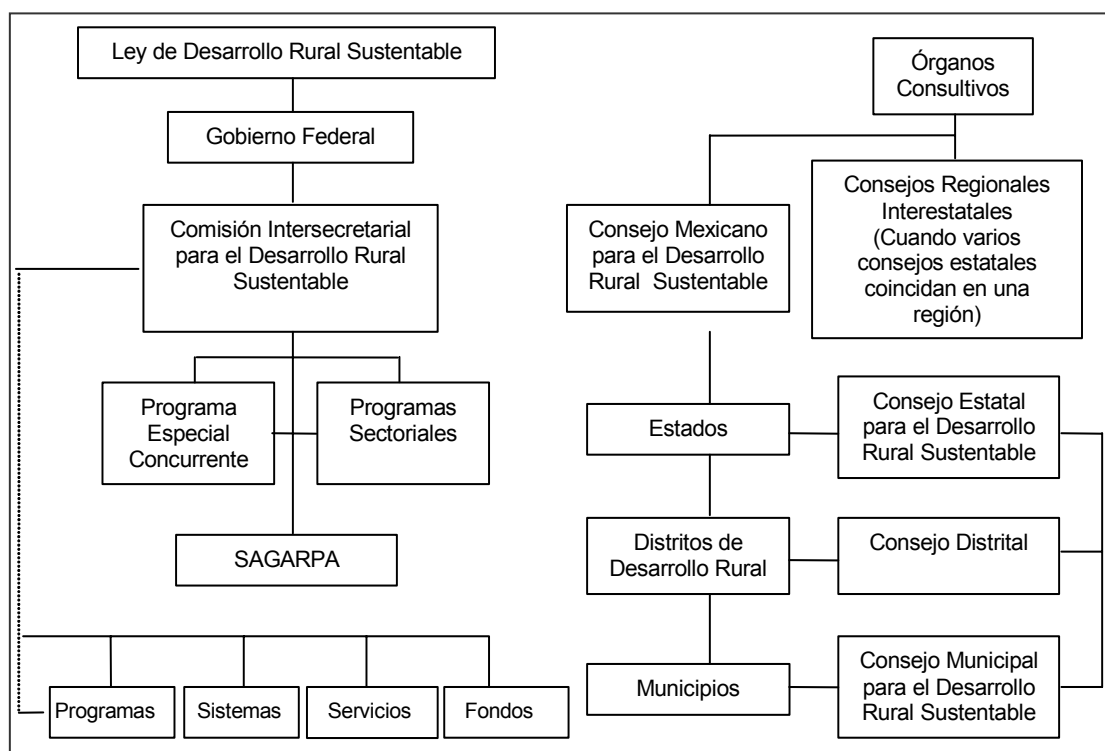 Ley de Desarrollo Rural Sustentable
Gobierno Federal
Comisión Intersecretarial
para el Desarrollo Rural
Sustentable
Programa
Especial
Concurrente
Programas
Sectoriales
SAGARPA
Programas
Sistemas
Servicios
Fondos
Órganos
Consultivos
Consejo Mexicano
para el Desarrollo
Rural Sustentable
Consejos Regionales
Interestatales
(Cuando varios
consejos estatales
coincidan en una
región)
Estados
Consejo Estatal
para el Desarrollo
Rural Sustentable
Distritos de
Desarrollo Rural
Consejo Distrital
Municipios
Consejo Municipal
para el Desarrollo
Rural Sustentable